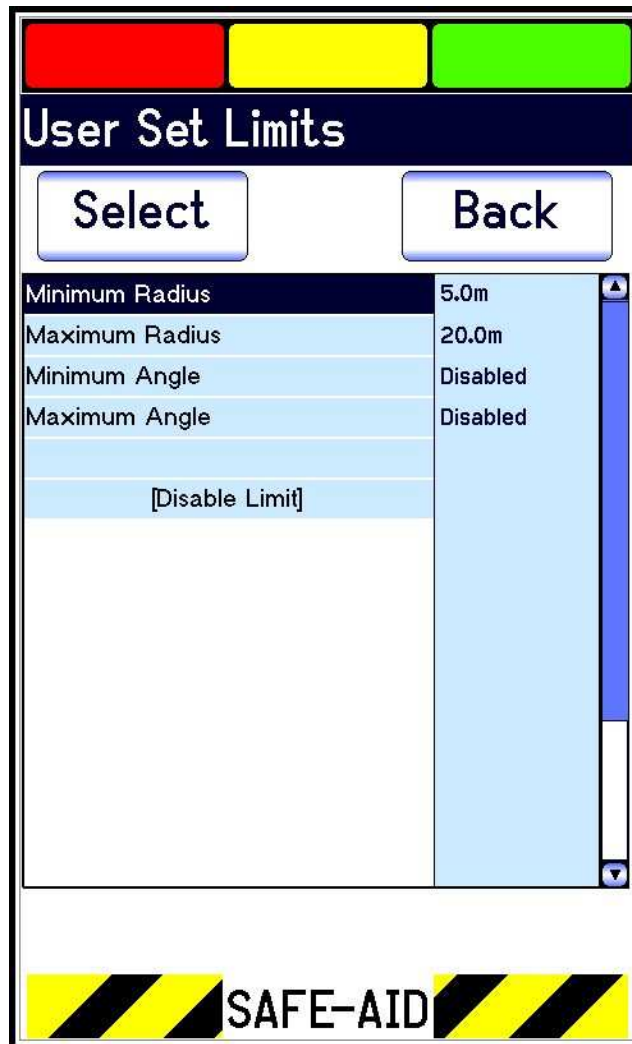 User Set Limits
Select Back
Minimum Radius 5.0m
Maximum Radius 20.0m
Minimum Angle Disabled
Maximum Angle Disabled
[Disable Limit]
SAFE-AID